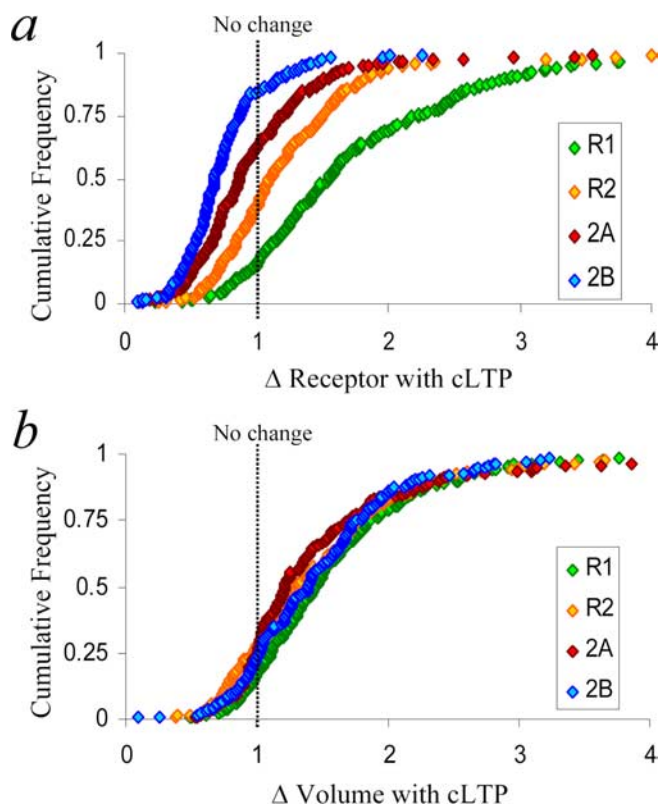 a
No change
1
0.75
0.5
0.25
0
Cumulative Frequency
R1
R2
2A
2B
0 1 2 3 4
Δ Receptor with cLTP
b
No change
1
0.75
0.5
0.25
0
Cumulative Frequency
R1
R2
2A
2B
0 1 2 3 4
Δ Volume with cLTP